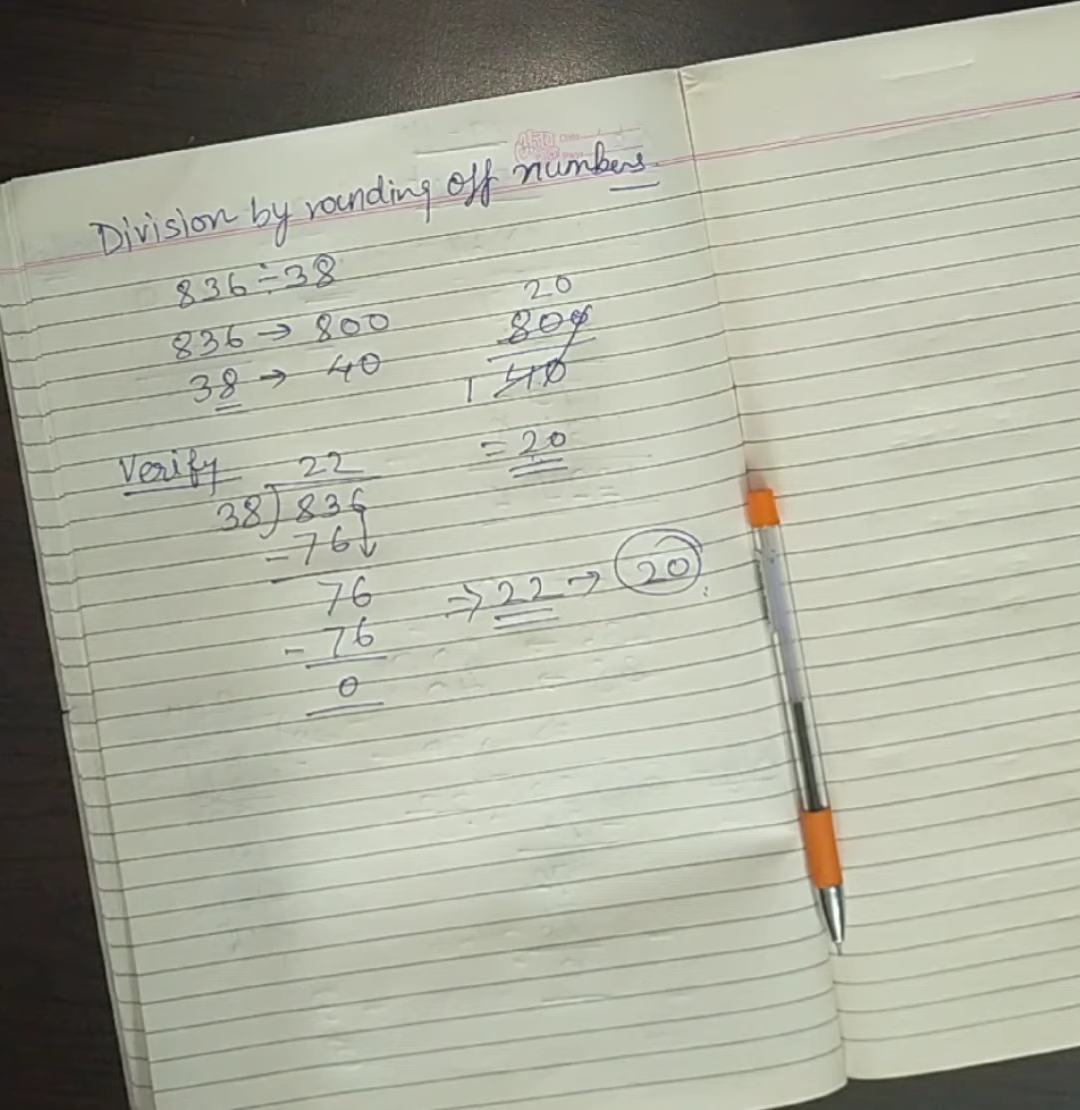 Division by rounding off numbers
836 ÷ 38
836 → 800
38 → 40
20
800
1 40
= 20
Verify
22
38) 836
- 76
76
- 76
0
⇒ 22 → 20